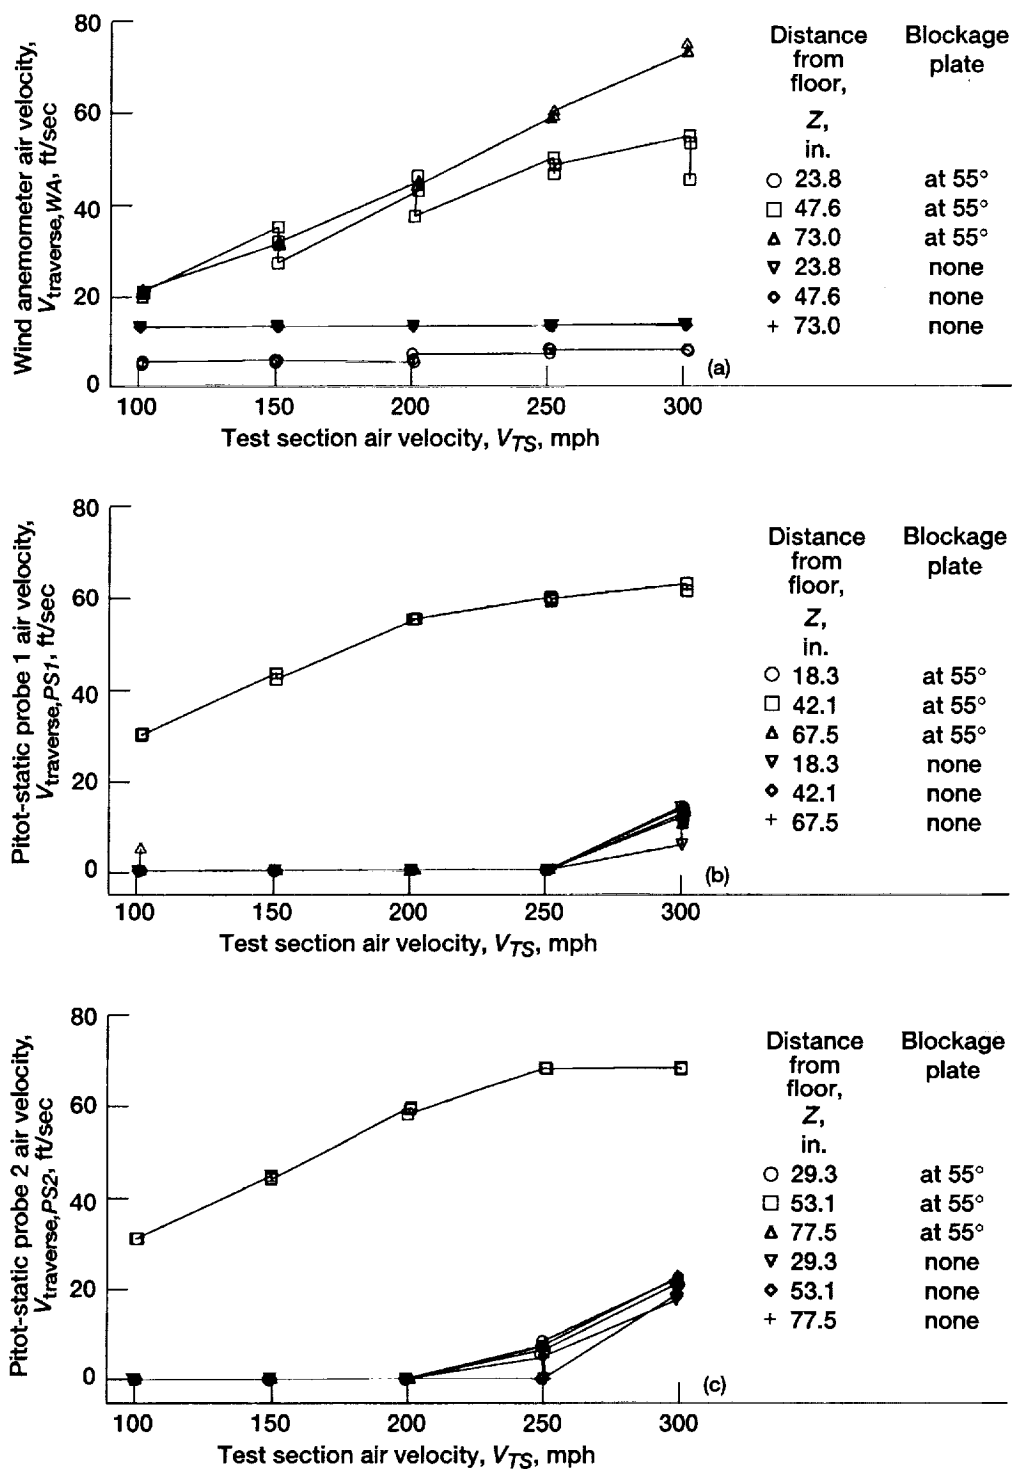 80
60
40
20
0
Wind anemometer air velocity,
V_traverse,WA, ft/sec
100 150 200 250 300
Test section air velocity, V_TS, mph
(a)
Distance from floor, Z, in. Blockage plate
23.8 at 55°
47.6 at 55°
73.0 at 55°
23.8 none
47.6 none
+ 73.0 none
80
60
40
20
0
Pitot-static probe 1 air velocity,
V_traverse,PS1, ft/sec
100 150 200 250 300
Test section air velocity, V_TS, mph
(b)
Distance from floor, Z, in. Blockage plate
18.3 at 55°
42.1 at 55°
67.5 at 55°
18.3 none
42.1 none
+ 67.5 none
80
60
40
20
0
Pitot-static probe 2 air velocity,
V_traverse,PS2, ft/sec
100 150 200 250 300
Test section air velocity, V_TS, mph
(c)
Distance from floor, Z, in. Blockage plate
29.3 at 55°
53.1 at 55°
77.5 at 55°
29.3 none
53.1 none
+ 77.5 none